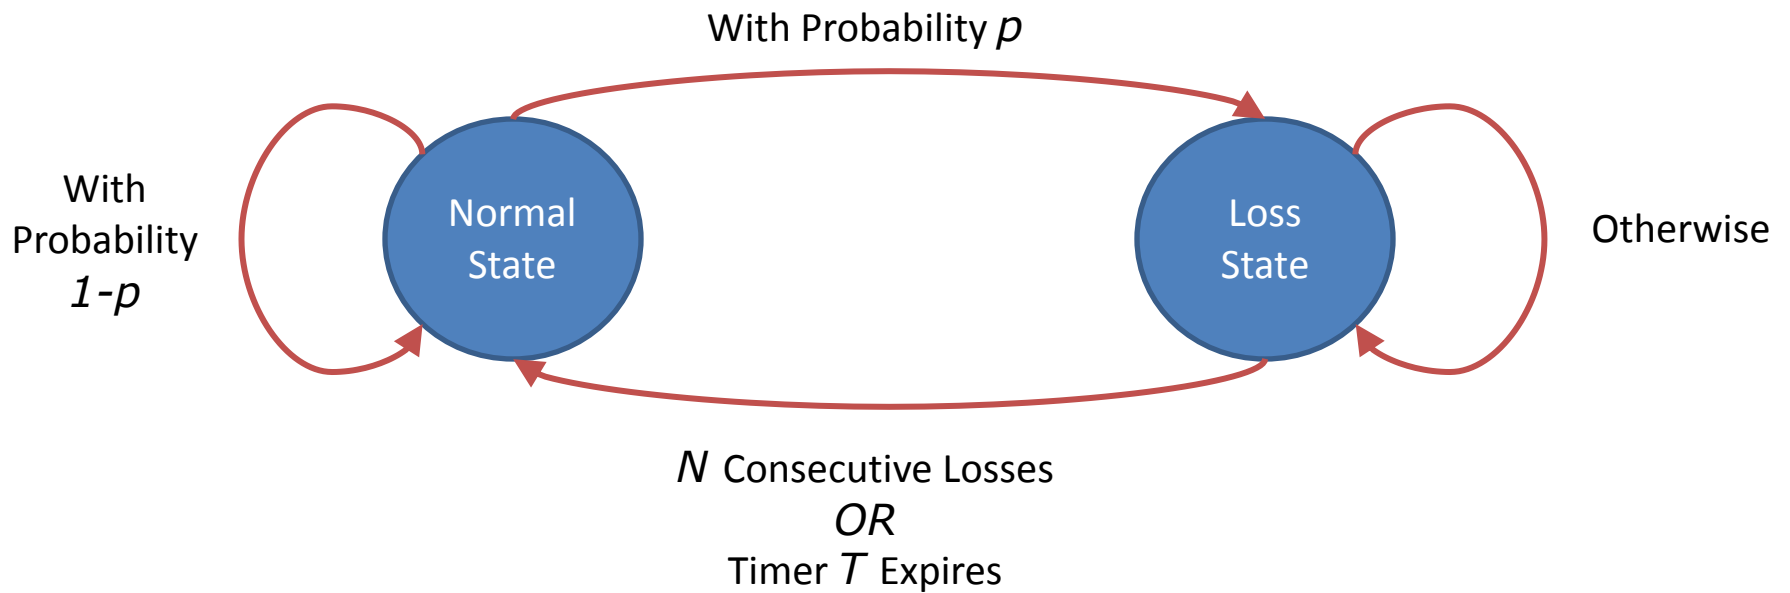 With Probability p
With
Probability
1-p
Normal
State
Loss
State
Otherwise
N Consecutive Losses
OR
Timer T Expires